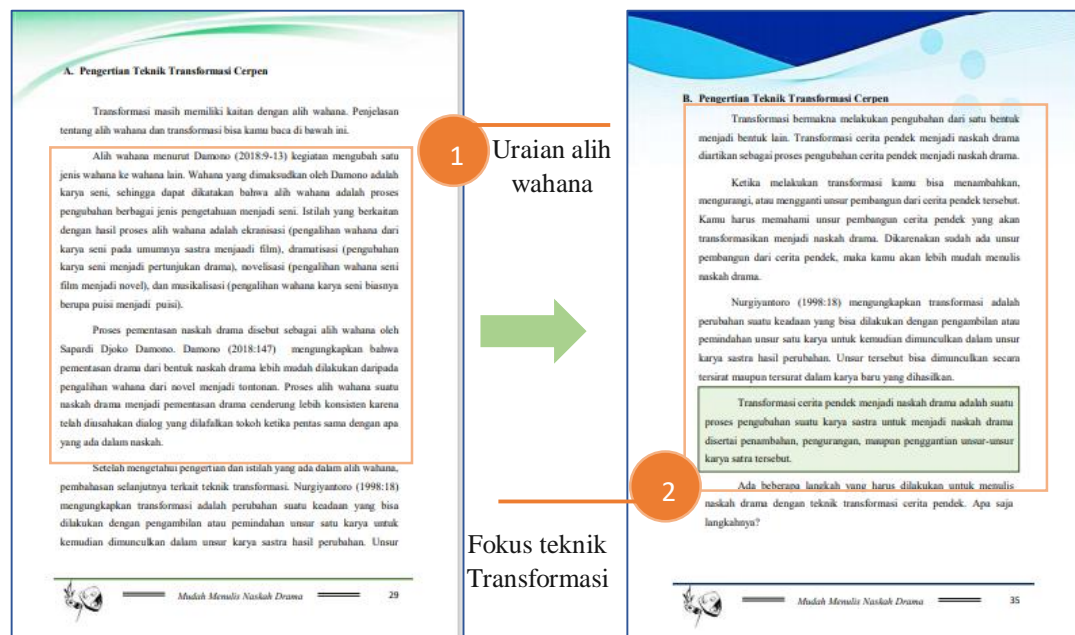 A. Pengertian Teknik Transformasi Cerpen
Transformasi masih memiliki kaitan dengan alih wahana. Penjelasan
tentang alih wahana dan transformasi bisa kamu baca di bawah ini.
Alih wahana menurut Damono (2018:9-13) kegiatan mengubah satu
jenis wahana ke wahana lain. Wahana yang dimaksudkan oleh Damono adalah
karya seni, sehingga dapat dikatakan bahwa alih wahana adalah proses
pengubahan berbagai jenis pengetahuan menjadi seni. Istilah yang berkaitan
dengan hasil proses alih wahana adalah ekranisasi (pengalihan wahana dari
karya seni pada umumnya sastra menjaadi film), dramatisasi (pengubahan
karya seni menjadi pertunjukan drama), novelisasi (pengalihan wahana seni
film menjadi novel), dan musikalisasi (pengalihan wahana karya seni biasnya
berupa puisi menjadi  puisi).
Proses pementasan naskah drama disebut sebagai alih wahana oleh
Sapardi Djoko Damono. Damono (2018:147) mengungkapkan bahwa
pementasan drama dari bentuk naskah drama lebih mudah dilakukan daripada
pengalihan wahana dari novel menjadi tontonan. Proses alih wahana suatu
naskah drama menjadi pementasan drama cenderung lebih konsisten karena
telah diusahakan dialog yang dilafalkan tokoh ketika pentas sama dengan apa
yang ada dalam naskah.
Setelah mengetahui pengertian dan istilah yang ada dalam alih wahana,
pembahasan selanjutnya terkait teknik transformasi. Nurgiyantoro (1998:18)
mengungkapkan transformasi adalah perubahan suatu keadaan yang bisa
dilakukan dengan pengambilan atau pemindahan unsur satu karya untuk
kemudian dimunculkan dalam unsur karya sastra hasil perubahan. Unsur
Mudah Menulis Naskah Drama 29
1
Uraian alih
wahana
2
Fokus teknik
Transformasi
B. Pengertian Teknik Transformasi Cerpen
Transformasi bermakna melakukan pengubahan dari satu bentuk
menjadi bentuk lain. Transformasi cerita pendek menjadi naskah drama
diartikan sebagai proses pengubahan cerita pendek menjadi naskah drama.
Ketika melakukan transformasi kamu bisa menambahkan,
mengurangi, atau mengganti unsur pembangun dari cerita pendek tersebut.
Kamu harus memahami unsur pembangun cerita pendek yang akan
transformasikan menjadi naskah drama. Dikarenakan sudah ada unsur
pembangun dari cerita pendek, maka kamu akan lebih mudah menulis
naskah drama.
Nurgiyantoro (1998:18) mengungkapkan transformasi adalah
perubahan suatu keadaan yang bisa dilakukan dengan pengambilan atau
pemindahan unsur satu karya untuk kemudian dimunculkan dalam unsur
karya sastra hasil perubahan. Unsur tersebut bisa dimunculkan secara
tersirat maupun tersurat dalam karya baru yang dihasilkan.
Transformasi cerita pendek menjadi naskah drama adalah suatu
proses pengubahan suatu karya sastra untuk menjadi naskah drama
disertai penambahan, pengurangan, maupun penggantian unsur-unsur
karya satra tersebut.
Ada beberapa langkah yang harus dilakukan untuk menulis
naskah drama dengan teknik transformasi cerita pendek. Apa saja
langkahnya?
Mudah Menulis Naskah Drama 35